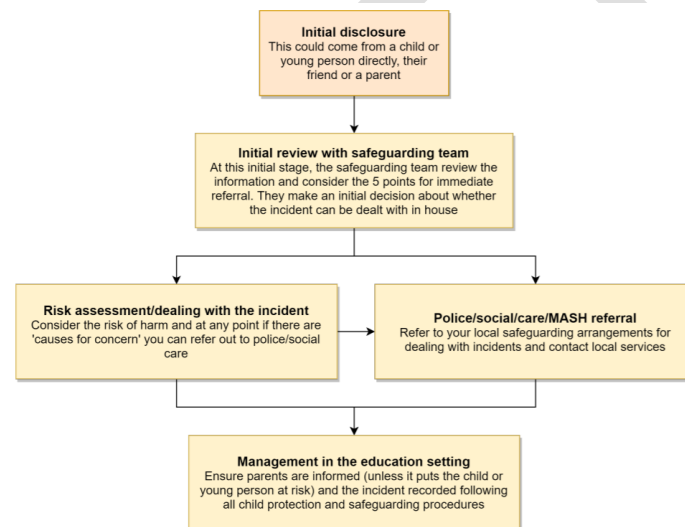 Initial disclosure
This could come from a child or
young person directly, their
friend or a parent
Initial review with safeguarding team
At this initial stage, the safeguarding team review the
information and consider the 5 points for immediate
referral. They make an initial decision about whether
the incident can be dealt with in house
Risk assessment/dealing with the incident
Consider the risk of harm and at any point if there are
'causes for concern' you can refer out to police/social
care
Police/social/care/MASH referral
Refer to your local safeguarding arrangements for
dealing with incidents and contact local services
Management in the education setting
Ensure parents are informed (unless it puts the child or
young person at risk) and the incident recorded following
all child protection and safeguarding procedures